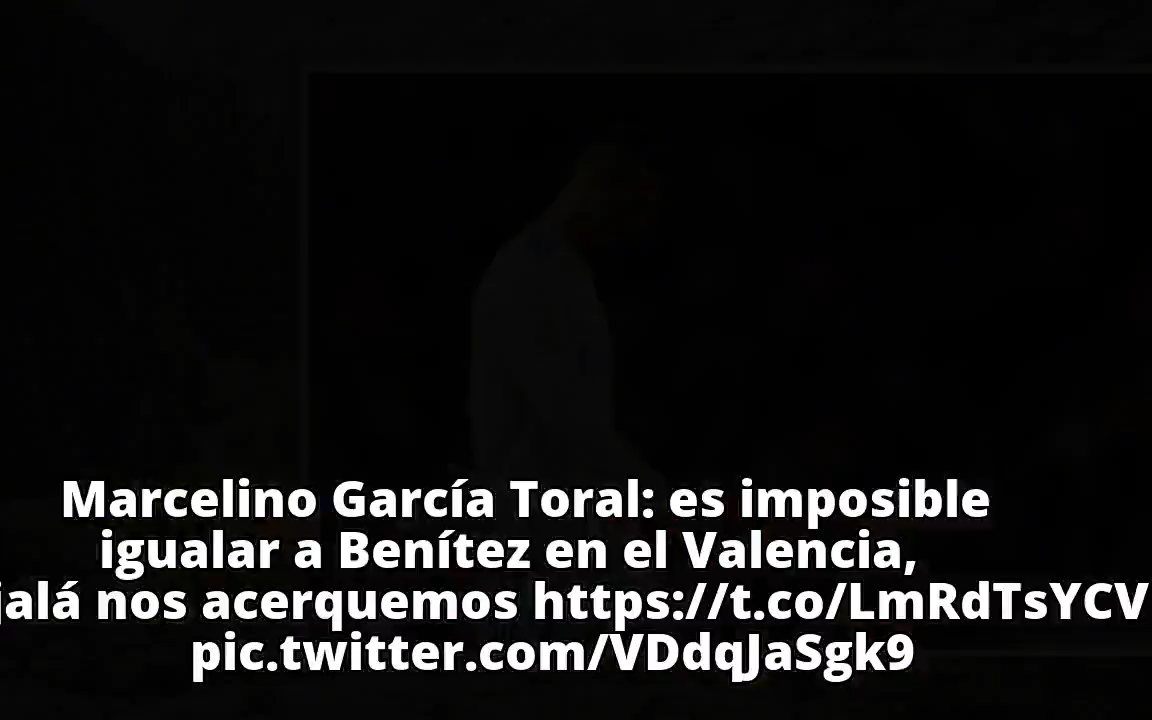 Marcelino García Toral: es imposible
igualar a Benítez en el Valencia,
jalá nos acerquemos https://t.co/LmRdTsYCV
pic.twitter.com/VDdqJaSgk9